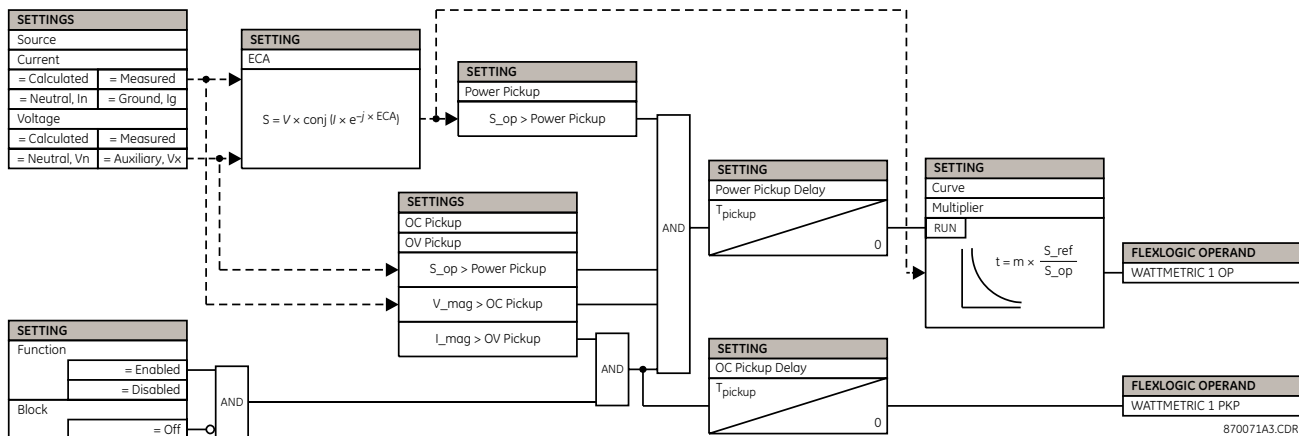 SETTINGS
Source
Current
= Calculated = Measured
= Neutral, In = Ground, Ig
Voltage
= Calculated = Measured
= Neutral, Vn = Auxiliary, Vx
SETTING
ECA
S = V × conj (I × e–j × ECA)
SETTING
Power Pickup
S_op > Power Pickup
SETTINGS
OC Pickup
OV Pickup
S_op > Power Pickup
V_mag > OC Pickup
I_mag > OV Pickup
SETTING
Function
= Enabled
= Disabled
Block
= Off
AND
AND
AND
SETTING
Power Pickup Delay
Tpickup
0
SETTING
OC Pickup Delay
Tpickup
0
SETTING
Curve
Multiplier
RUN
t = m × S_ref
S_op
FLEXLOGIC OPERAND
WATTMETRIC 1 OP
FLEXLOGIC OPERAND
WATTMETRIC 1 PKP
870071A3.CDR